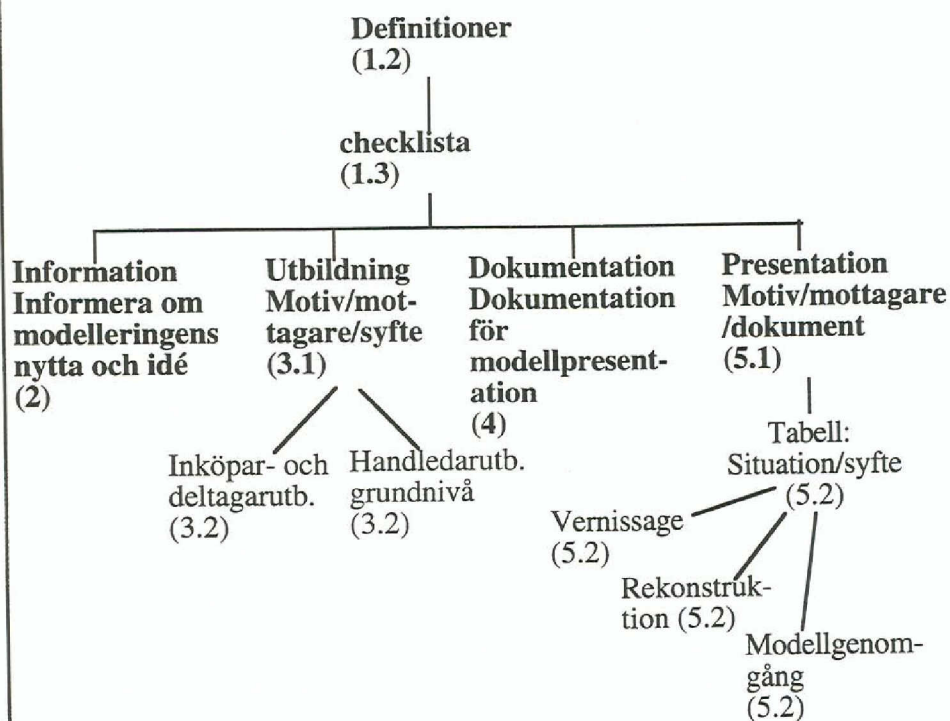 Definitioner
(1.2)
checklista
(1.3)
Information
Informera om
modelleringens
nytta och idé
(2)
Utbildning
Motiv/mot-
tagare/syfte
(3.1)
Dokumentation
Dokumentation
för
modellpresent-
ation
(4)
Presentation
Motiv/mottagare
/dokument
(5.1)
Inköpar- och
deltagarutb.
(3.2)
Handledarutb.
grundnivå
(3.2)
Tabell:
Situation/syfte
(5.2)
Vernissage
(5.2)
Rekonstruk-
tion (5.2)
Modellgenom-
gång
(5.2)